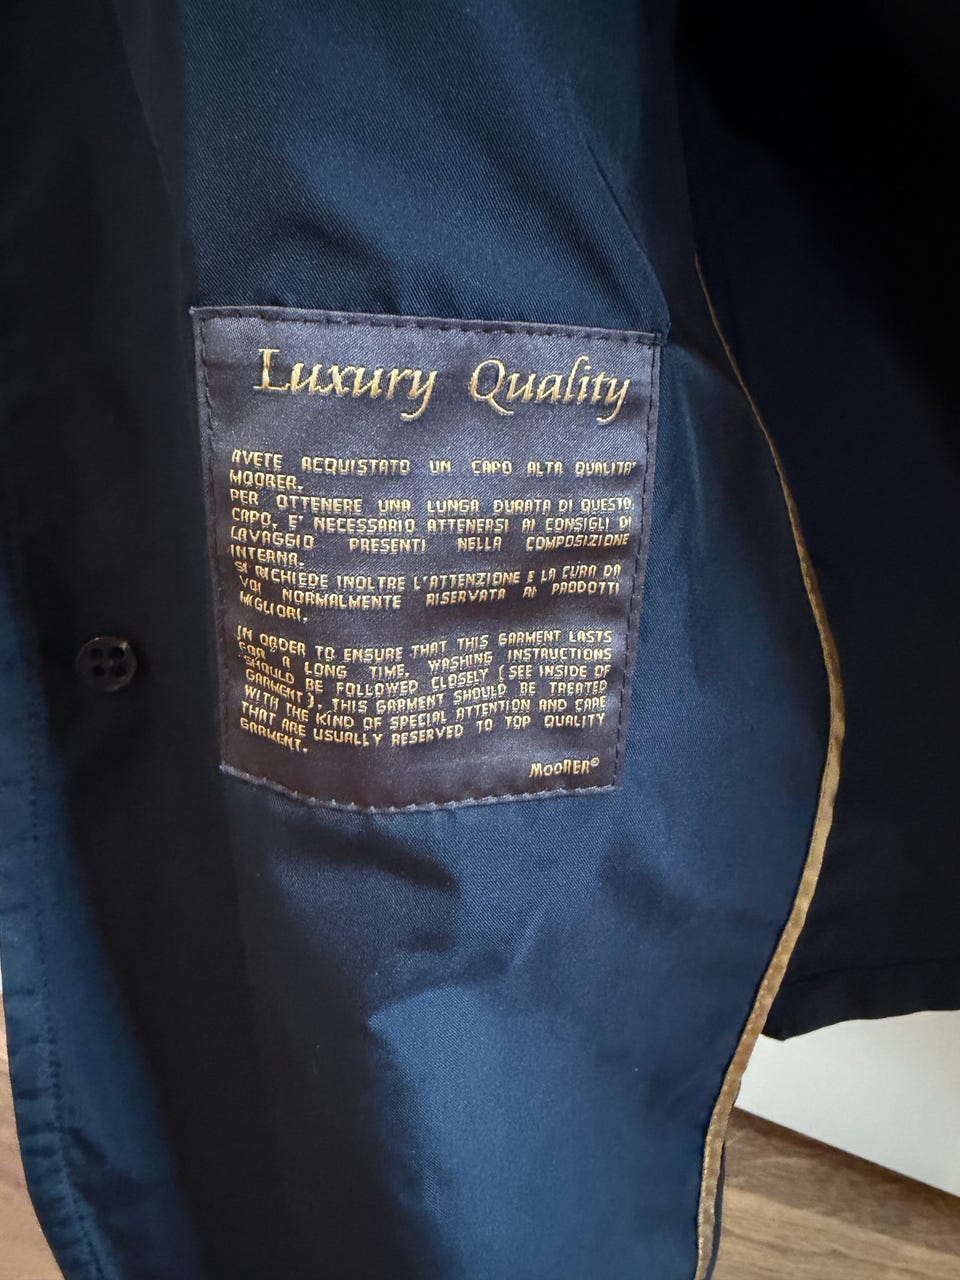 Luxury Quality
AVETE ACQUISTATO UN CAPO ALTA QUALITA'
MOORER.
PER OTTENERE UNA LUNGA DURATA DI QUESTO
CAPO, E' NECESSARIO ATTENERSI AI CONSIGLI DI
LAVAGGIO PRESENTI NELLA COMPOSIZIONE
INTERNA.
SI RICHIEDE INOLTRE L'ATTENZIONE E LA CURA DA
VOI NORMALMENTE RISERVATA AI PRODOTTI
MIGLIORI.
IN ORDER TO ENSURE THAT THIS GARMENT LASTS
FOR A LONG TIME, WASHING INSTRUCTIONS
SHOULD BE FOLLOWED CLOSELY (SEE INSIDE OF
GARMENT). THIS GARMENT SHOULD BE TREATED
WITH THE KIND OF SPECIAL ATTENTION AND CARE
THAT ARE USUALLY RESERVED TO TOP QUALITY
GARMENT.
MOORER®